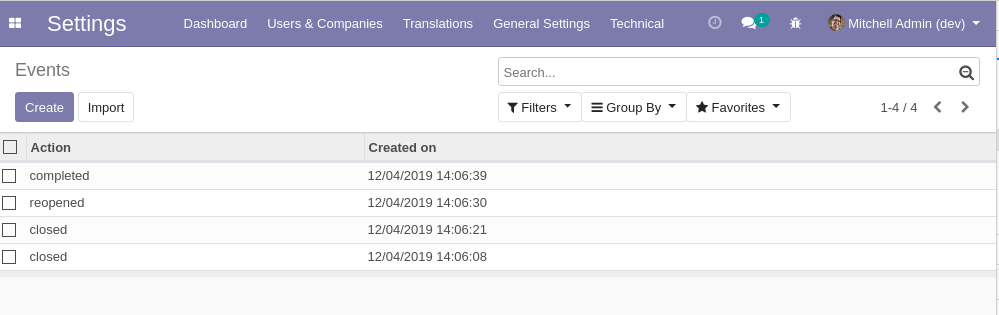 Settings Dashboard Users & Companies Translations General Settings Technical 1 Mitchell Admin (dev)
Events Search...
Create Import Filters Group By Favorites 1-4 / 4
Action Created on
completed 12/04/2019 14:06:39
reopened 12/04/2019 14:06:30
closed 12/04/2019 14:06:21
closed 12/04/2019 14:06:08